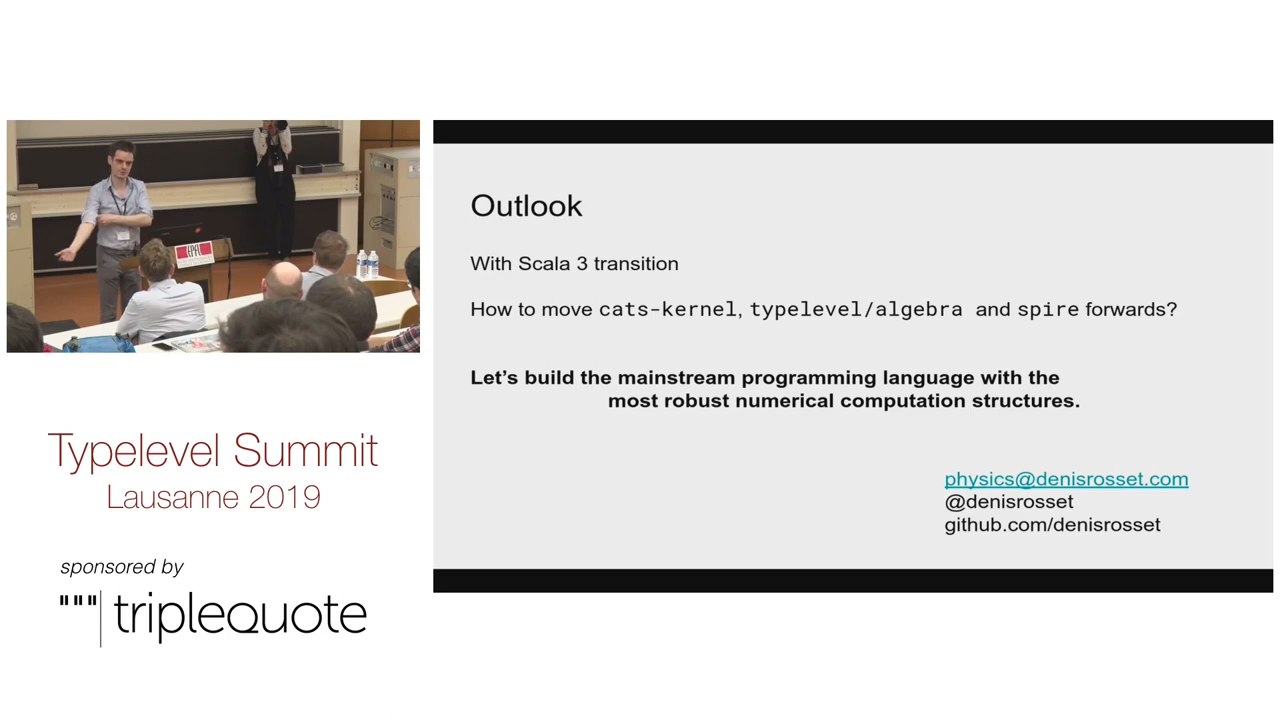 EPFL
Typelevel Summit
Lausanne 2019
sponsored by
"""|triplequote
Outlook
With Scala 3 transition
How to move cats-kernel, typelevel/algebra and spire forwards?
Let's build the mainstream programming language with the
most robust numerical computation structures.
physics@denisrosset.com
@denisrosset
github.com/denisrosset